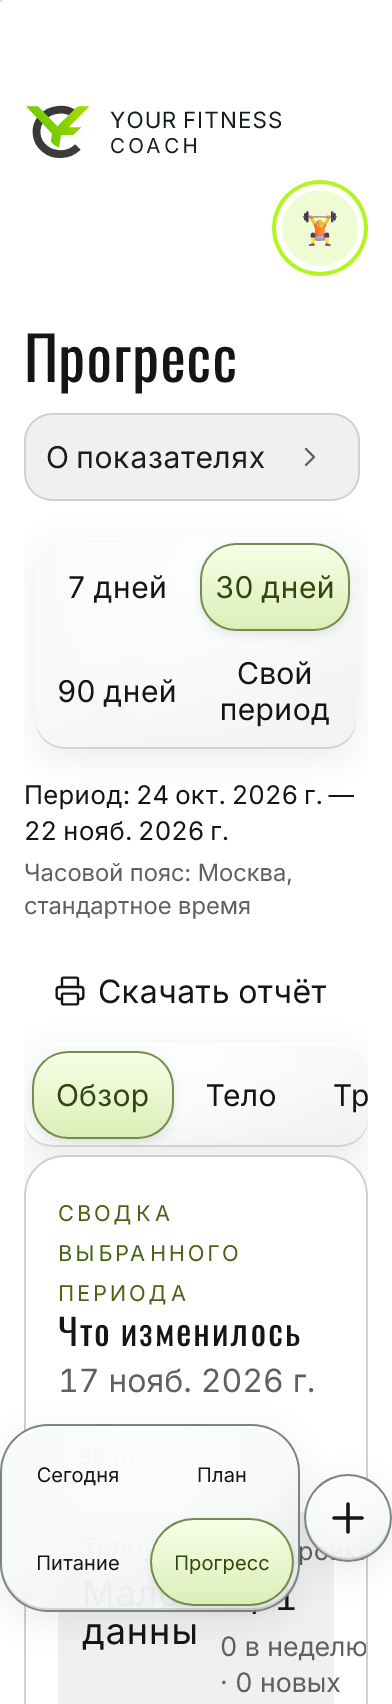 YOUR FITNESS
COACH
Прогресс
О показателях
7 дней
30 дней
90 дней
Свой
период
Период: 24 окт. 2026 г. —
22 нояб. 2026 г.
Часовой пояс: Москва,
стандартное время
Скачать отчёт
Обзор
Тело
Тр
СВОДКА
ВЫБРАННОГО
ПЕРИОДА
Что изменилось
17 нояб. 2026 г.
Сегодня
План
Питание
Прогресс
данны
0 в неделю
· 0 новых